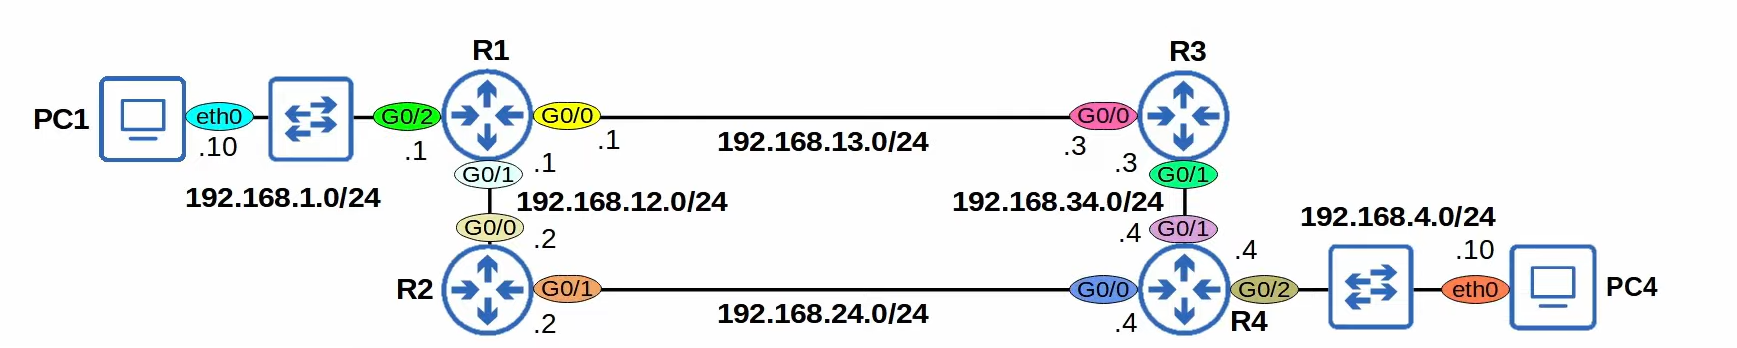 R1
R3
PC1
eth0
G0/2
G0/0
G0/0
.10
.1
.1
192.168.13.0/24
.3
.1
.3
G0/1
G0/1
192.168.1.0/24
192.168.12.0/24
192.168.34.0/24
192.168.4.0/24
G0/0
.2
.4
G0/1
.4
.10
R2
G0/1
G0/0
G0/2
eth0
PC4
.2
192.168.24.0/24
.4
R4